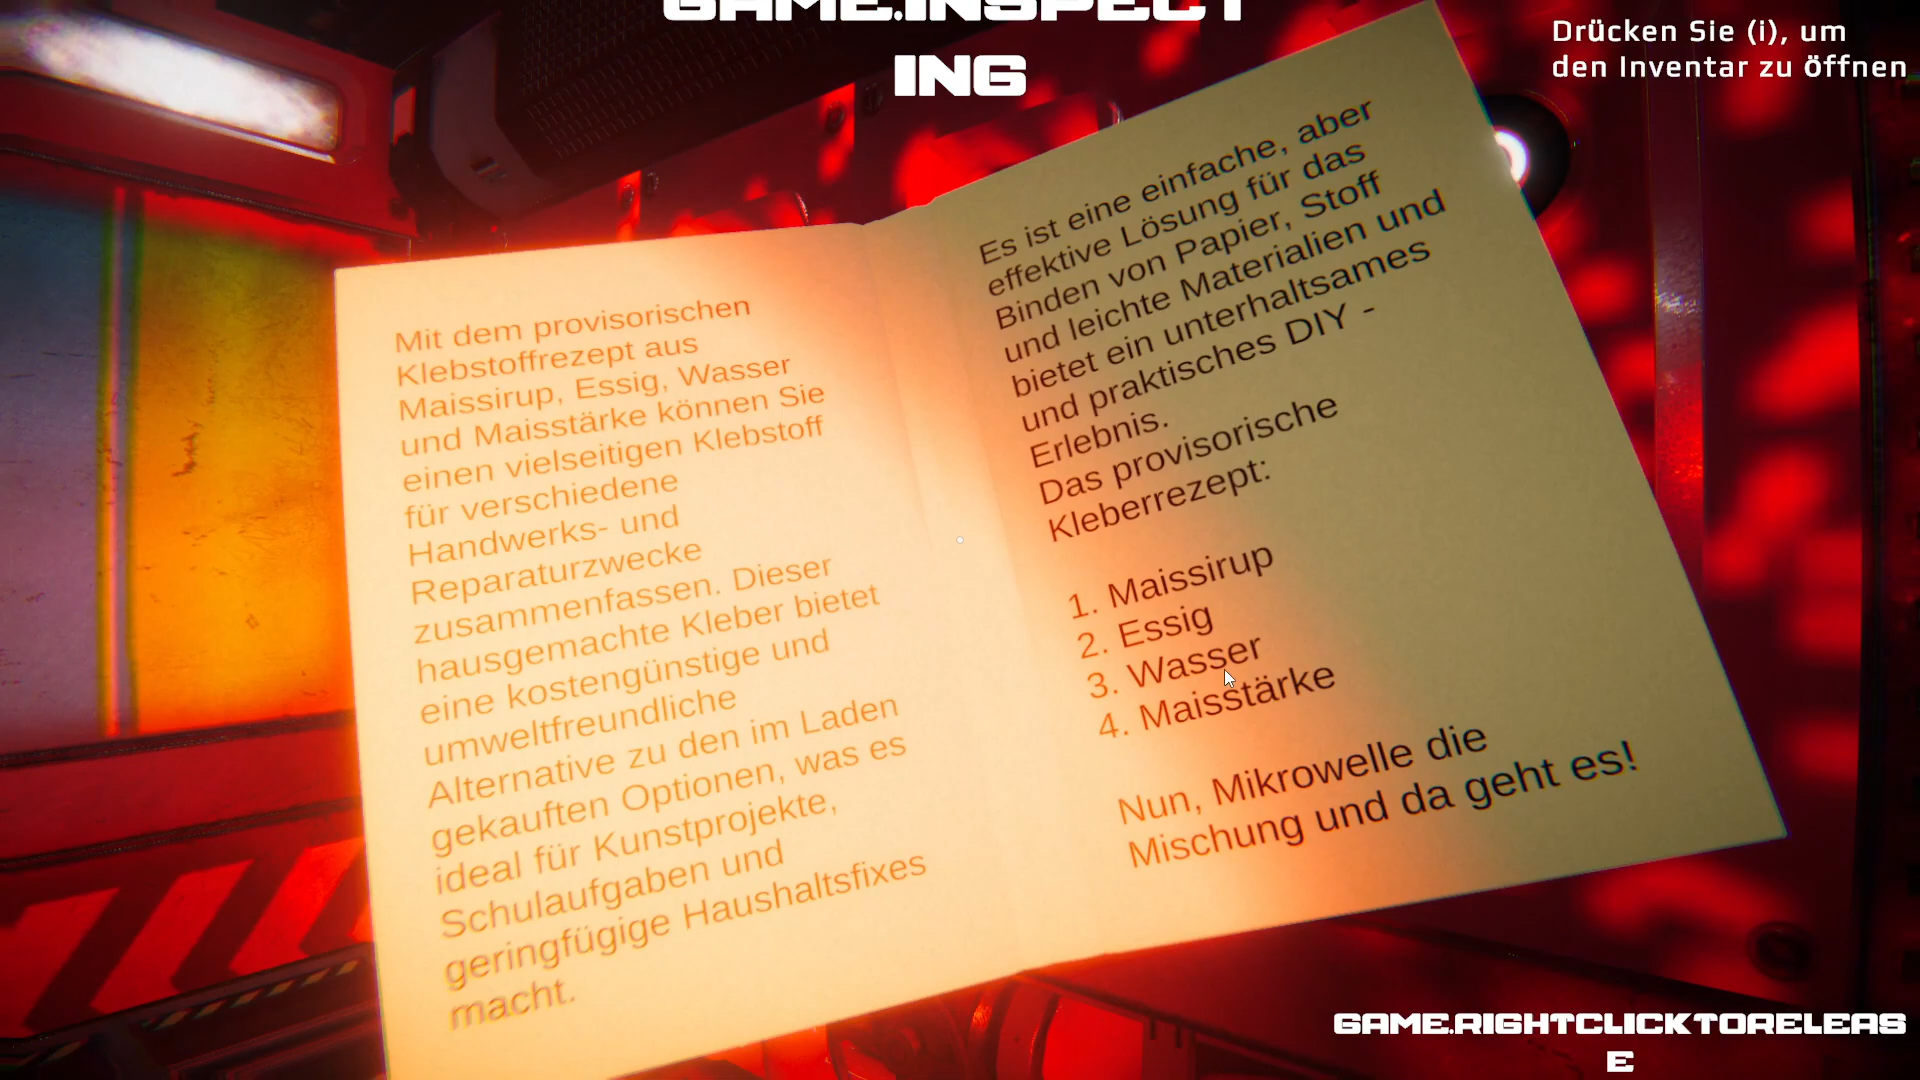 GAME.INSPECT
ING
Drücken Sie (i), um
den Inventar zu öffnen
Mit dem provisorischen
Klebstoffrezept aus
Maissirup, Essig, Wasser
und Maisstärke können Sie
einen vielseitigen Klebstoff
für verschiedene
Handwerks- und
Reparaturzwecke
zusammenfassen. Dieser
hausgemachte Kleber bietet
eine kostengünstige und
umweltfreundliche
Alternative zu den im Laden
gekauften Optionen, was es
ideal für Kunstprojekte,
Schulaufgaben und
geringfügige Haushaltsfixes
macht.
Es ist eine einfache, aber
effektive Lösung für das
Binden von Papier, Stoff
und leichte Materialien und
bietet ein unterhaltsames
und praktisches DIY -
Erlebnis.
Das provisorische
Kleberrezept:
1. Maissirup
2. Essig
3. Wasser
4. Maisstärke
Nun, Mikrowelle die
Mischung und da geht es!
GAME.RIGHTCLICKTORELEAS
E